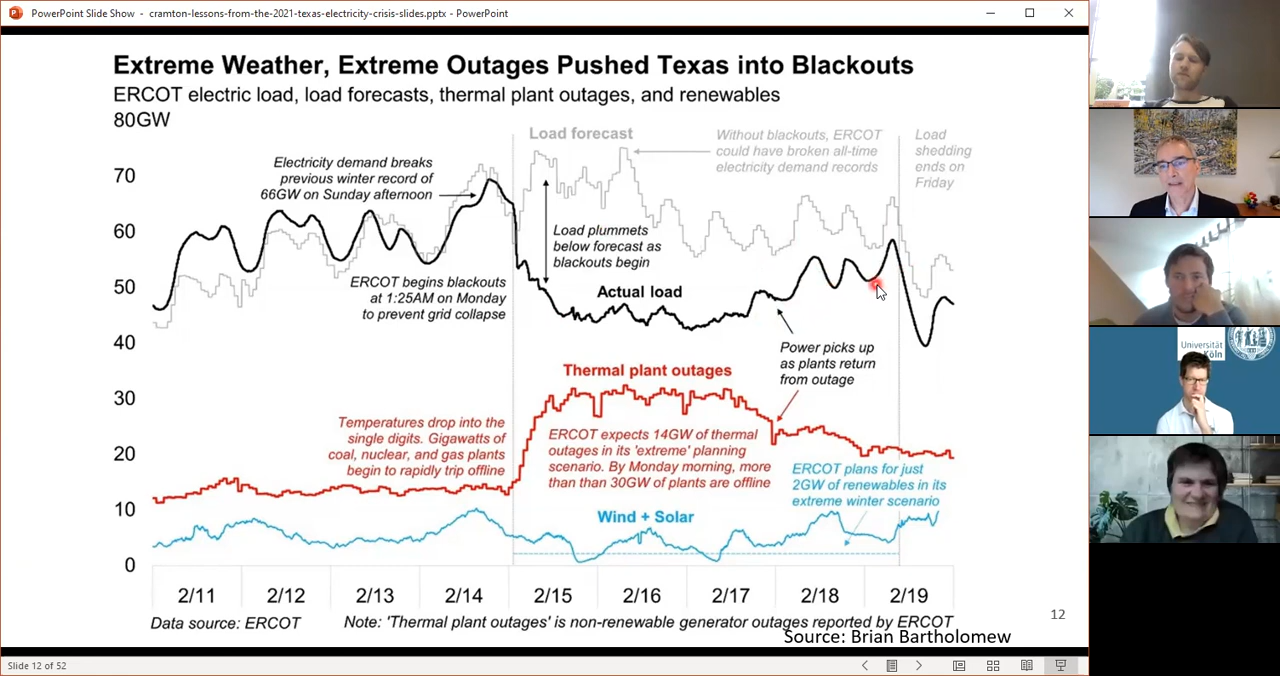 PowerPoint Slide Show - cramton-lessons-from-the-2021-texas-electricity-crisis-slides.pptx - PowerPoint
Extreme Weather, Extreme Outages Pushed Texas into Blackouts
ERCOT electric load, load forecasts, thermal plant outages, and renewables
80GW
70
60
50
40
30
20
10
0
Electricity demand breaks
previous winter record of
66GW on Sunday afternoon
Load forecast
Without blackouts, ERCOT
could have broken all-time
electricity demand records
Load
shedding
ends on
Friday
Load plummets
below forecast as
blackouts begin
ERCOT begins blackouts
at 1:25AM on Monday
to prevent grid collapse
Actual load
Power picks up
as plants return
from outage
Thermal plant outages
Temperatures drop into the
single digits. Gigawatts of
coal, nuclear, and gas plants
begin to rapidly trip offline
ERCOT expects 14GW of thermal
outages in its 'extreme' planning
scenario. By Monday morning, more
than than 30GW of plants are offline
ERCOT plans for just
2GW of renewables in its
extreme winter scenario
Wind + Solar
2/11 2/12 2/13 2/14 2/15 2/16 2/17 2/18 2/19
Data source: ERCOT
Note: 'Thermal plant outages' is non-renewable generator outages reported by ERCOT
12
Source: Brian Bartholomew
Slide 12 of 52
Universität
Köln